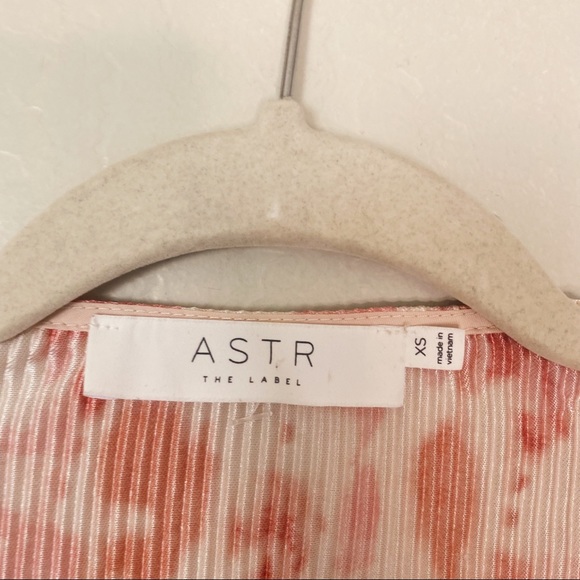 ASTR
THE LABEL
XS
made in
vietnam